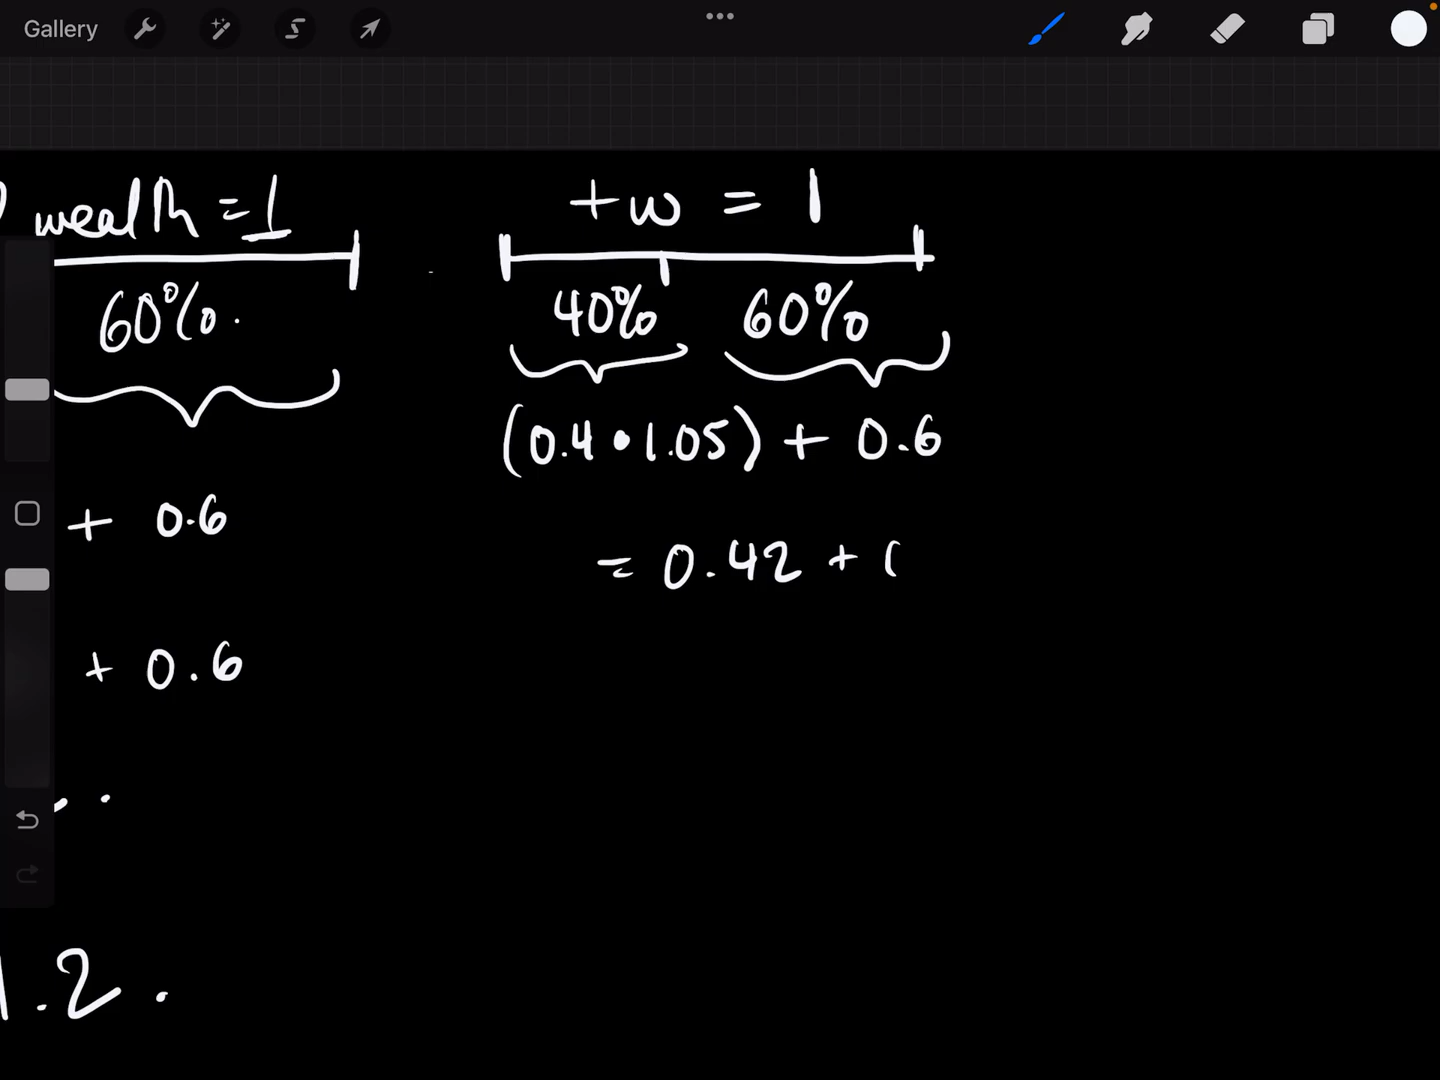 Gallery
wealth = 1
+w = 1
60%.
40% 60%
(0.4 • 1.05) + 0.6
+ 0.6
= 0.42 + (
+ 0.6
1.2.